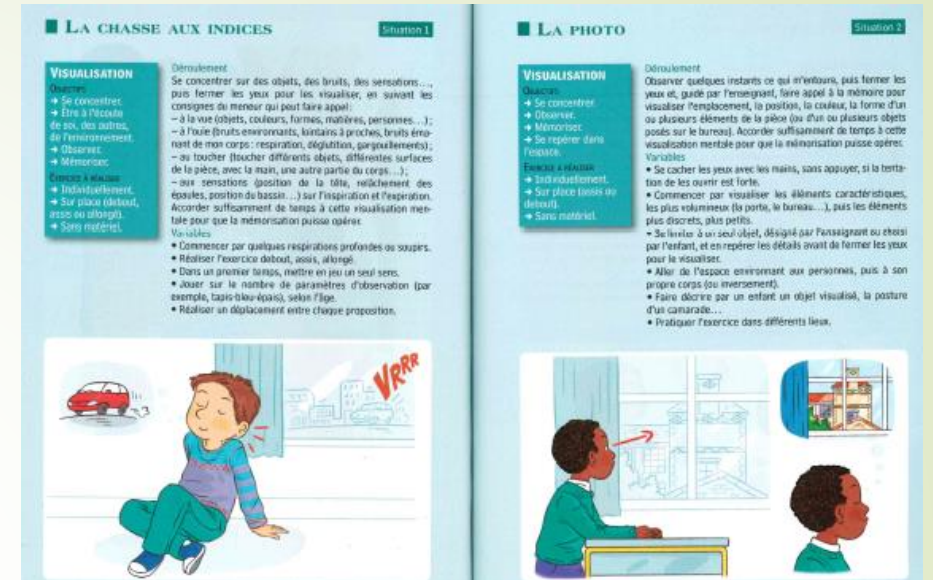 LA CHASSE AUX INDICES
Situation 1
VISUALISATION
OBJECTIFS
→ Se concentrer.
→ Être à l'écoute
de soi, des autres,
de l'environnement.
→ Observer.
→ Mémoriser.
EXERCICE À RÉALISER
→ Individuellement.
→ Sur place (debout,
assis ou allongé).
→ Sans matériel.
Déroulement
Se concentrer sur des objets, des bruits, des sensations…,
puis fermer les yeux pour les visualiser, en suivant les
consignes du meneur qui peut faire appel :
– à la vue (objets, couleurs, formes, matières, personnes…) ;
– à l'ouïe (bruits environnants, lointains à proches, bruits éma-
nant de mon corps : respiration, déglutition, gargouillements) ;
– au toucher (toucher différents objets, différentes surfaces
de la pièce, avec la main, une autre partie du corps…) ;
– aux sensations (position de la tête, relâchement des
épaules, position du bassin…) sur l'inspiration et l'expiration.
Accorder suffisamment de temps à cette visualisation men-
tale pour que la mémorisation puisse opérer.
Variables
• Commencer par quelques respirations profondes ou soupirs.
• Réaliser l'exercice debout, assis, allongé.
• Dans un premier temps, mettre en jeu un seul sens.
• Jouer sur le nombre de paramètres d'observation (par
exemple, tapis-bleu-épais), selon l'âge.
• Réaliser un déplacement entre chaque proposition.
VRRR
LA PHOTO
Situation 2
VISUALISATION
OBJECTIFS
→ Se concentrer.
→ Observer.
→ Mémoriser.
→ Se repérer dans
l'espace.
EXERCICE À RÉALISER
→ Individuellement.
→ Sur place (assis ou
debout).
→ Sans matériel.
Déroulement
Observer quelques instants ce qui m'entoure, puis fermer les
yeux et, guidé par l'enseignant, faire appel à la mémoire pour
visualiser l'emplacement, la position, la couleur, la forme d'un
ou plusieurs éléments de la pièce (ou d'un ou plusieurs objets
posés sur le bureau). Accorder suffisamment de temps à cette
visualisation mentale pour que la mémorisation puisse opérer.
Variables
• Se cacher les yeux avec les mains, sans appuyer, si la tenta-
tion de les ouvrir est forte.
• Commencer par visualiser les éléments caractéristiques,
les plus volumineux (la porte, le bureau…), puis les éléments
plus discrets, plus petits.
• Se limiter à un seul objet, désigné par l'enseignant ou choisi
par l'enfant, et en repérer les détails avant de fermer les yeux
pour le visualiser.
• Aller de l'espace environnant aux personnes, puis à son
propre corps (ou inversement).
• Faire décrire par un enfant un objet visualisé, la posture
d'un camarade…
• Pratiquer l'exercice dans différents lieux.